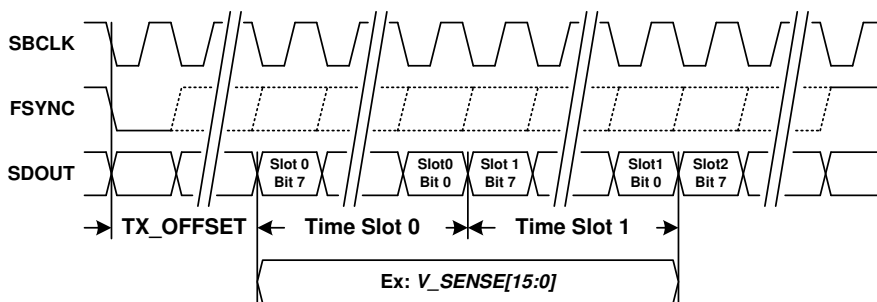 SBCLK
FSYNC
SDOUT
Slot 0
Bit 7
Slot0
Bit 0
Slot 1
Bit 7
Slot1
Bit 0
Slot2
Bit 7
TX_OFFSET
Time Slot 0
Time Slot 1
Ex: V_SENSE[15:0]